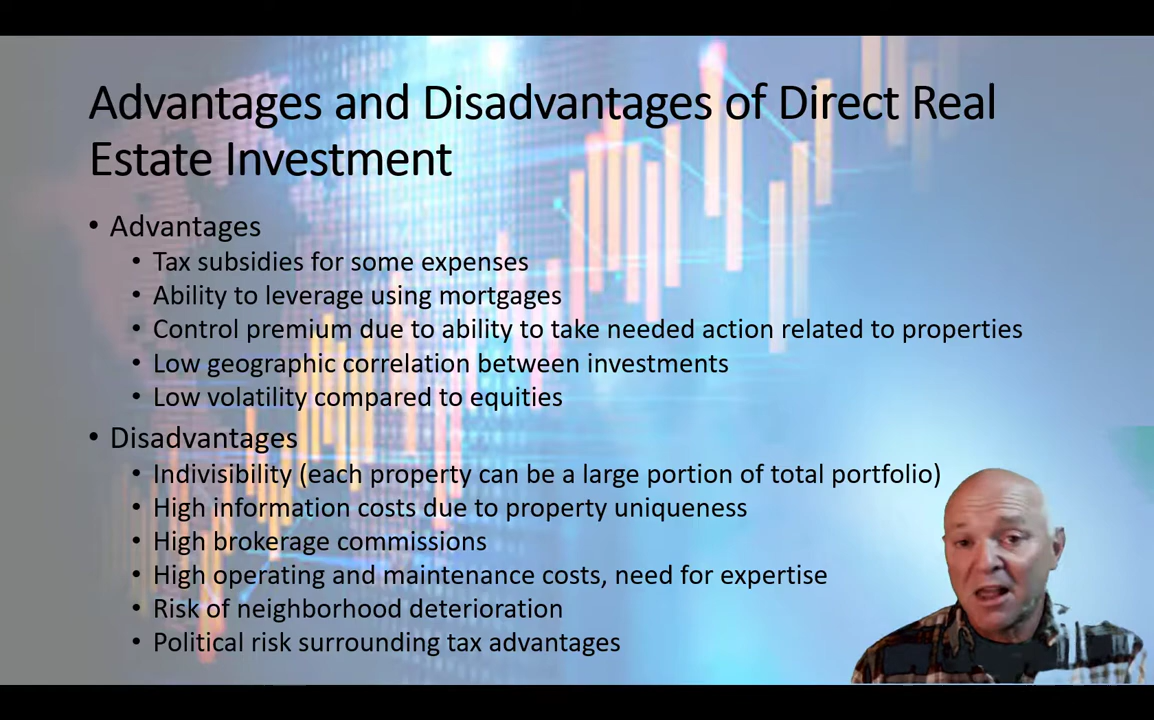 Advantages and Disadvantages of Direct Real
Estate Investment
• Advantages
• Tax subsidies for some expenses
• Ability to leverage using mortgages
• Control premium due to ability to take needed action related to properties
• Low geographic correlation between investments
• Low volatility compared to equities
• Disadvantages
• Indivisibility (each property can be a large portion of total portfolio)
• High information costs due to property uniqueness
• High brokerage commissions
• High operating and maintenance costs, need for expertise
• Risk of neighborhood deterioration
• Political risk surrounding tax advantages